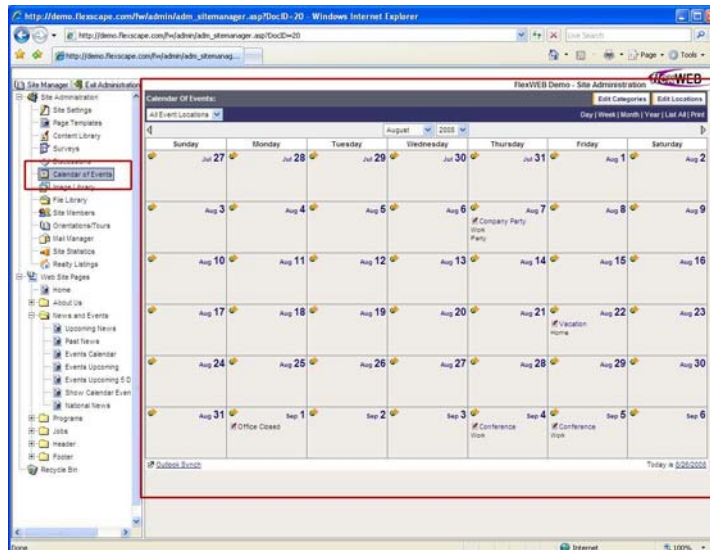 http://demo.flexscape.com/fw/admin/adm_sitemanager.asp?DocID=20 - Windows Internet Explorer
http://demo.flexscape.com/fw/admin/adm_sitemanager.asp?DocID=20
Live Search
http://demo.flexscape.com/fw/admin/adm_sitemanag...
Page
Tools
Site Manager
Exit Administration
FlexWEB Demo - Site Administration
WEB
Site Administration
Site Settings
Page Templates
Content Library
Surveys
Discussions
Calendar of Events
Image Library
File Library
Site Members
Orientations/Tours
Mail Manager
Site Statistics
Realty Listings
Web Site Pages
Home
About Us
News and Events
Upcoming News
Past News
Events Calendar
Events Upcoming
Events Upcoming 5 D
Show Calendar Even
National News
Programs
Jobs
Header
Footer
Recycle Bin
Calendar Of Events:
Edit Categories Edit Locations
All Event Locations
Day | Week | Month | Year | List All | Print
August 2008
Sunday Monday Tuesday Wednesday Thursday Friday Saturday
Jul 27 Jul 28 Jul 29 Jul 30 Jul 31 Aug 1 Aug 2
Aug 3 Aug 4 Aug 5 Aug 6 Aug 7 Aug 8 Aug 9
Company Party
Work
Party
Aug 10 Aug 11 Aug 12 Aug 13 Aug 14 Aug 15 Aug 16
Aug 17 Aug 18 Aug 19 Aug 20 Aug 21 Aug 22 Aug 23
Vacation
Home
Aug 24 Aug 25 Aug 26 Aug 27 Aug 28 Aug 29 Aug 30
Aug 31 Sep 1 Sep 2 Sep 3 Sep 4 Sep 5 Sep 6
Office Closed Conference Conference
Work Work
Outlook Synch
Today is 8/26/2008
Done
Internet
100%